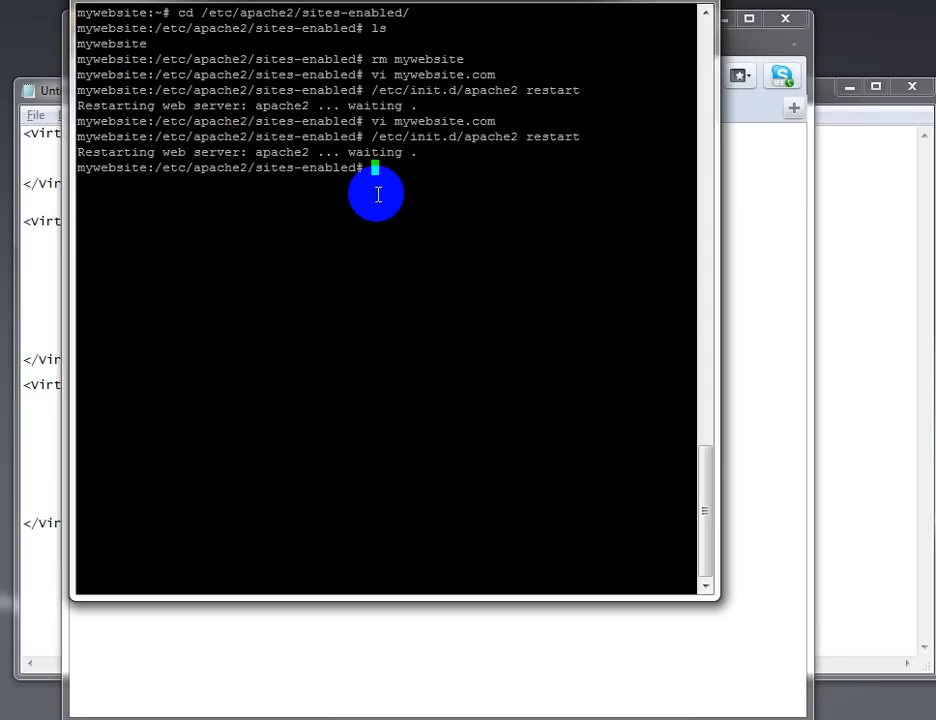 mywebsite:~# cd /etc/apache2/sites-enabled/
mywebsite:/etc/apache2/sites-enabled# ls
mywebsite
mywebsite:/etc/apache2/sites-enabled# rm mywebsite
mywebsite:/etc/apache2/sites-enabled# vi mywebsite.com
mywebsite:/etc/apache2/sites-enabled# /etc/init.d/apache2 restart
Restarting web server: apache2 ... waiting .
mywebsite:/etc/apache2/sites-enabled# vi mywebsite.com
mywebsite:/etc/apache2/sites-enabled# /etc/init.d/apache2 restart
Restarting web server: apache2 ... waiting .
mywebsite:/etc/apache2/sites-enabled#
Unti
File
<Virt
</Vir
<Virt
</Vir
<Virt
</Vir